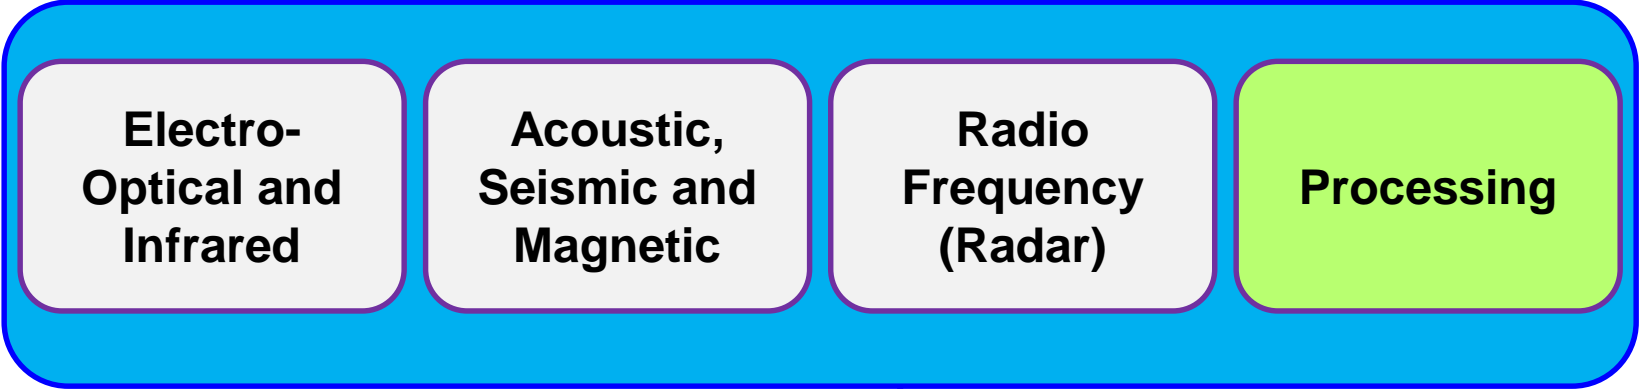 Electro-
Optical and
Infrared
Acoustic,
Seismic and
Magnetic
Radio
Frequency
(Radar)
Processing